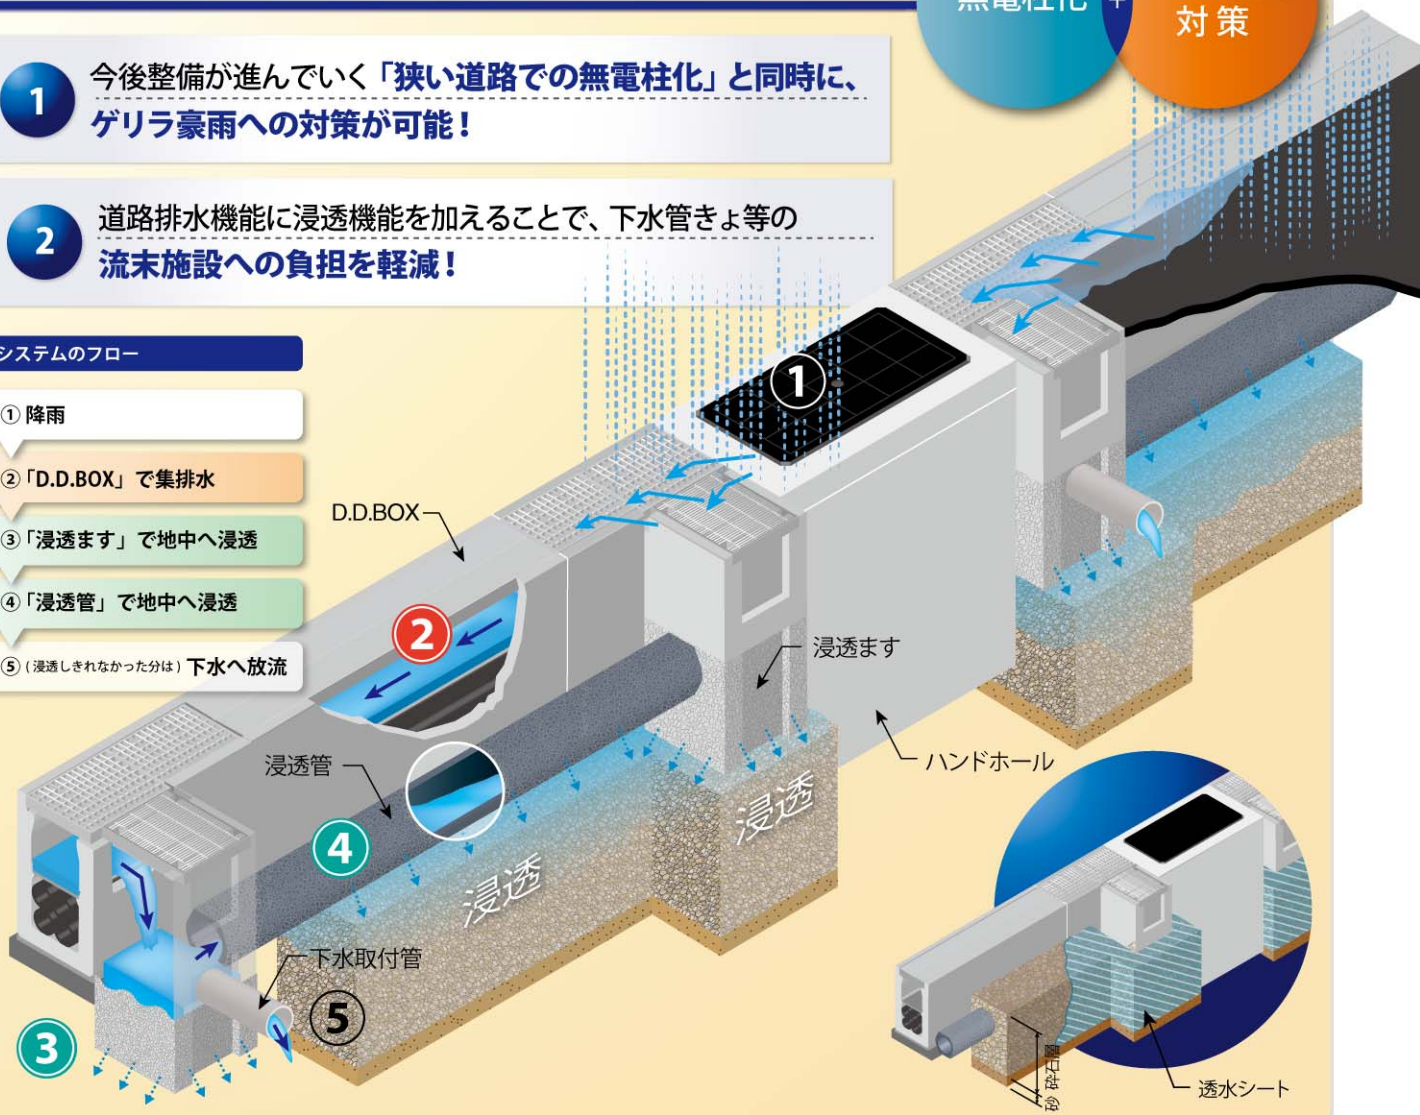 無電柱化
+
対策
1
今後整備が進んでいく「狭い道路での無電柱化」と同時に、
ゲリラ豪雨への対策が可能！
2
道路排水機能に浸透機能を加えることで、下水管きょ等の
流末施設への負担を軽減！
システムのフロー
① 降雨
②「D.D.BOX」で集排水
③「浸透ます」で地中へ浸透
④「浸透管」で地中へ浸透
⑤（浸透しきれなかった分は）下水へ放流
1
D.D.BOX
2
浸透ます
ハンドホール
浸透管
4
浸透
浸透
下水取付管
5
3
砕石層
砂
透水シート